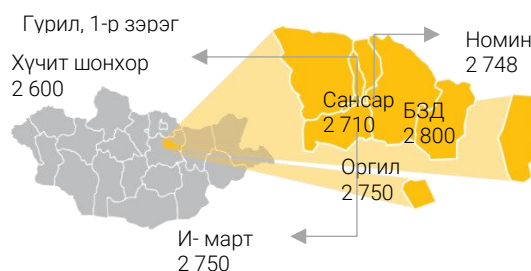 Гурил, 1-р зэрэг
Хүчит шонхор
2 600
Номин
2 748
Сансар
2 710
БЗД
2 800
Оргил
2 750
И- март
2 750